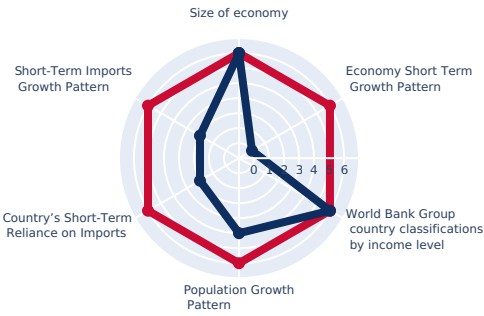 Size of economy
Short-Term Imports
Growth Pattern
Economy Short Term
Growth Pattern
0 1 2 3 4 5 6
Country’s Short-Term
Reliance on Imports
World Bank Group
country classifications
by income level
Population Growth
Pattern